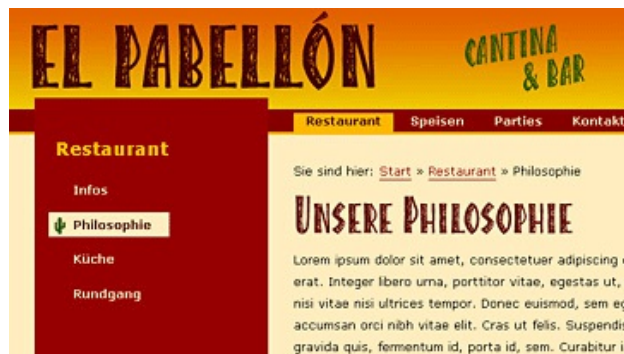 EL PABELLÓN
CANTINA
& BAR
Restaurant Speisen Parties Kontakt
Restaurant
Infos
Philosophie
Küche
Rundgang
Sie sind hier: Start » Restaurant » Philosophie
UNSERE PHILOSOPHIE
Lorem ipsum dolor sit amet, consectetuer adipiscing
erat. Integer libero urna, porttitor vitae, egestas ut,
nisi vitae nisi ultrices tempor. Donec euismod, sem
accumsan orci nibh vitae elit. Cras ut felis.
gravida quis, fermentum id, porta id, sem. Curabitur